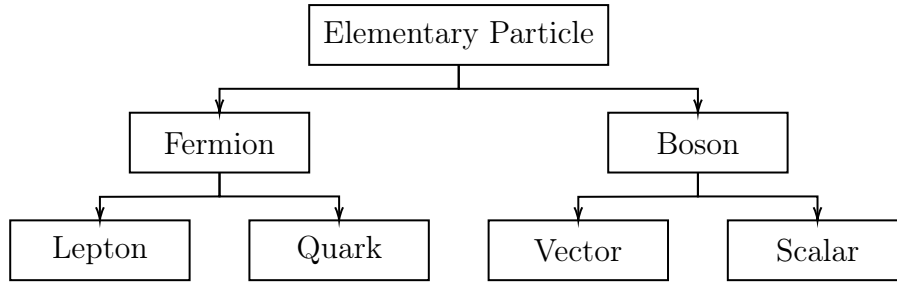 Elementary Particle
Fermion
Boson
Lepton
Quark
Vector
Scalar